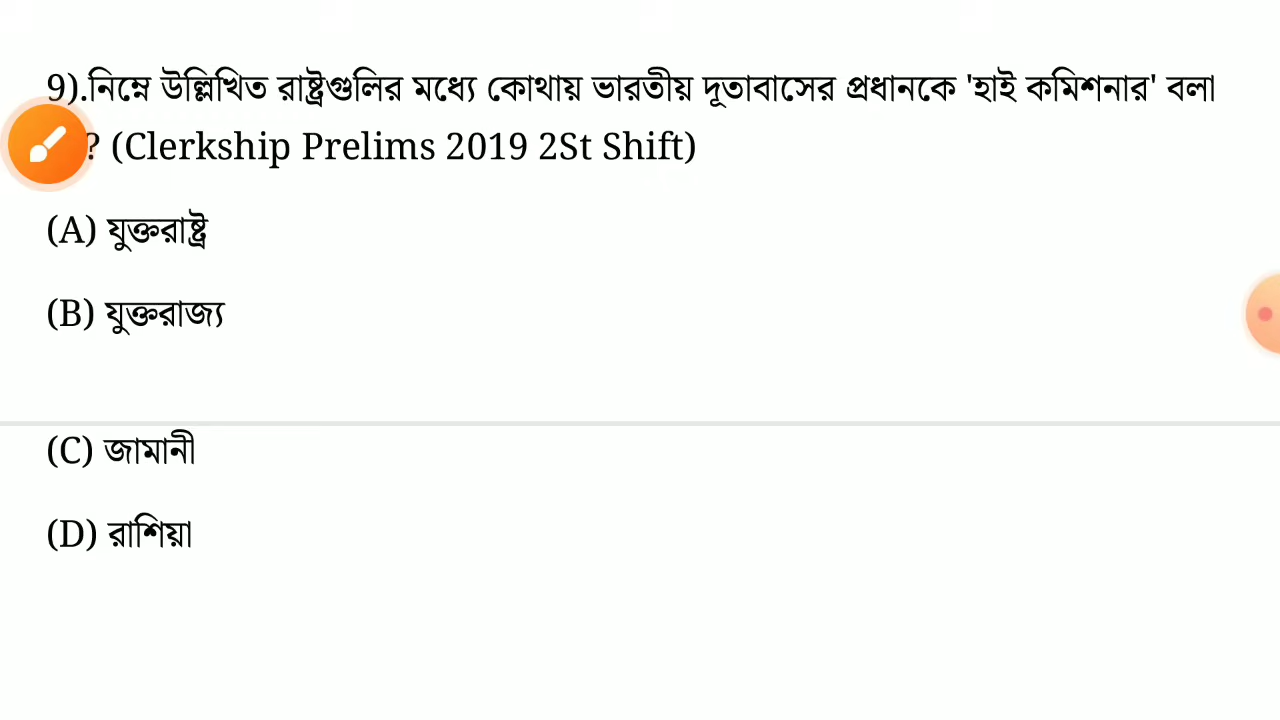 9).নিম্নে উল্লিখিত রাষ্ট্রগুলির মধ্যে কোথায় ভারতীয় দূতাবাসের প্রধানকে 'হাই কমিশনার' বলা
? (Clerkship Prelims 2019 2St Shift)
(A) যুক্তরাষ্ট্র
(B) যুক্তরাজ্য
(C) জামানী
(D) রাশিয়া